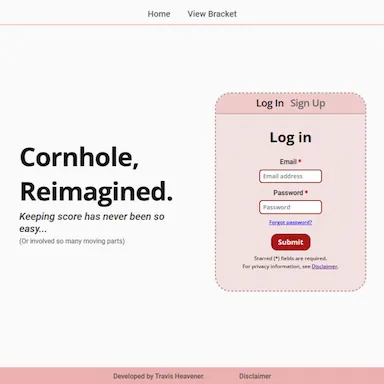 Home View Bracket
Log In Sign Up
Cornhole,
Reimagined.
Keeping score has never been so
easy...
(Or involved so many moving parts)
Log in
Email *
Email address
Password *
Password
Forgot password?
Submit
Starred (*) fields are required.
For privacy information, see Disclaimer.
Developed by Travis Heavener. Disclaimer